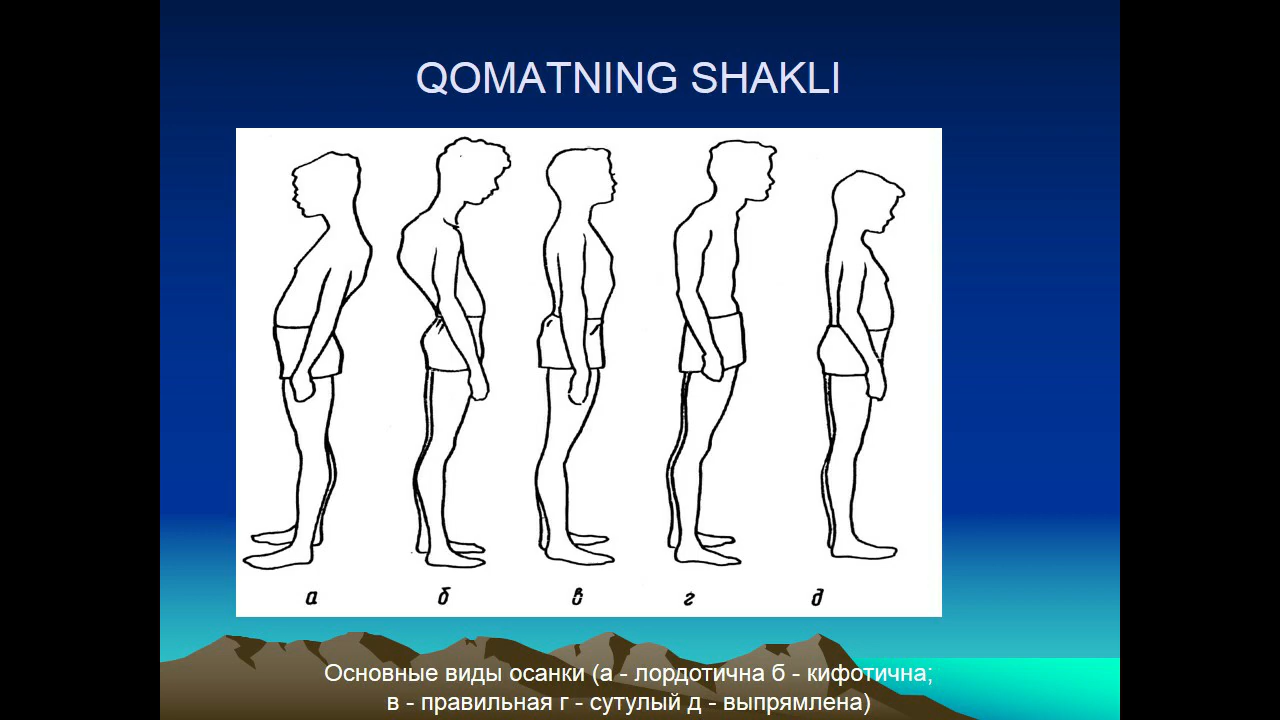 QOMATNING SHAKLI
а б в г д
Основные виды осанки (а - лордотична б - кифотична;
в - правильная г - сутулый д - выпрямлена)